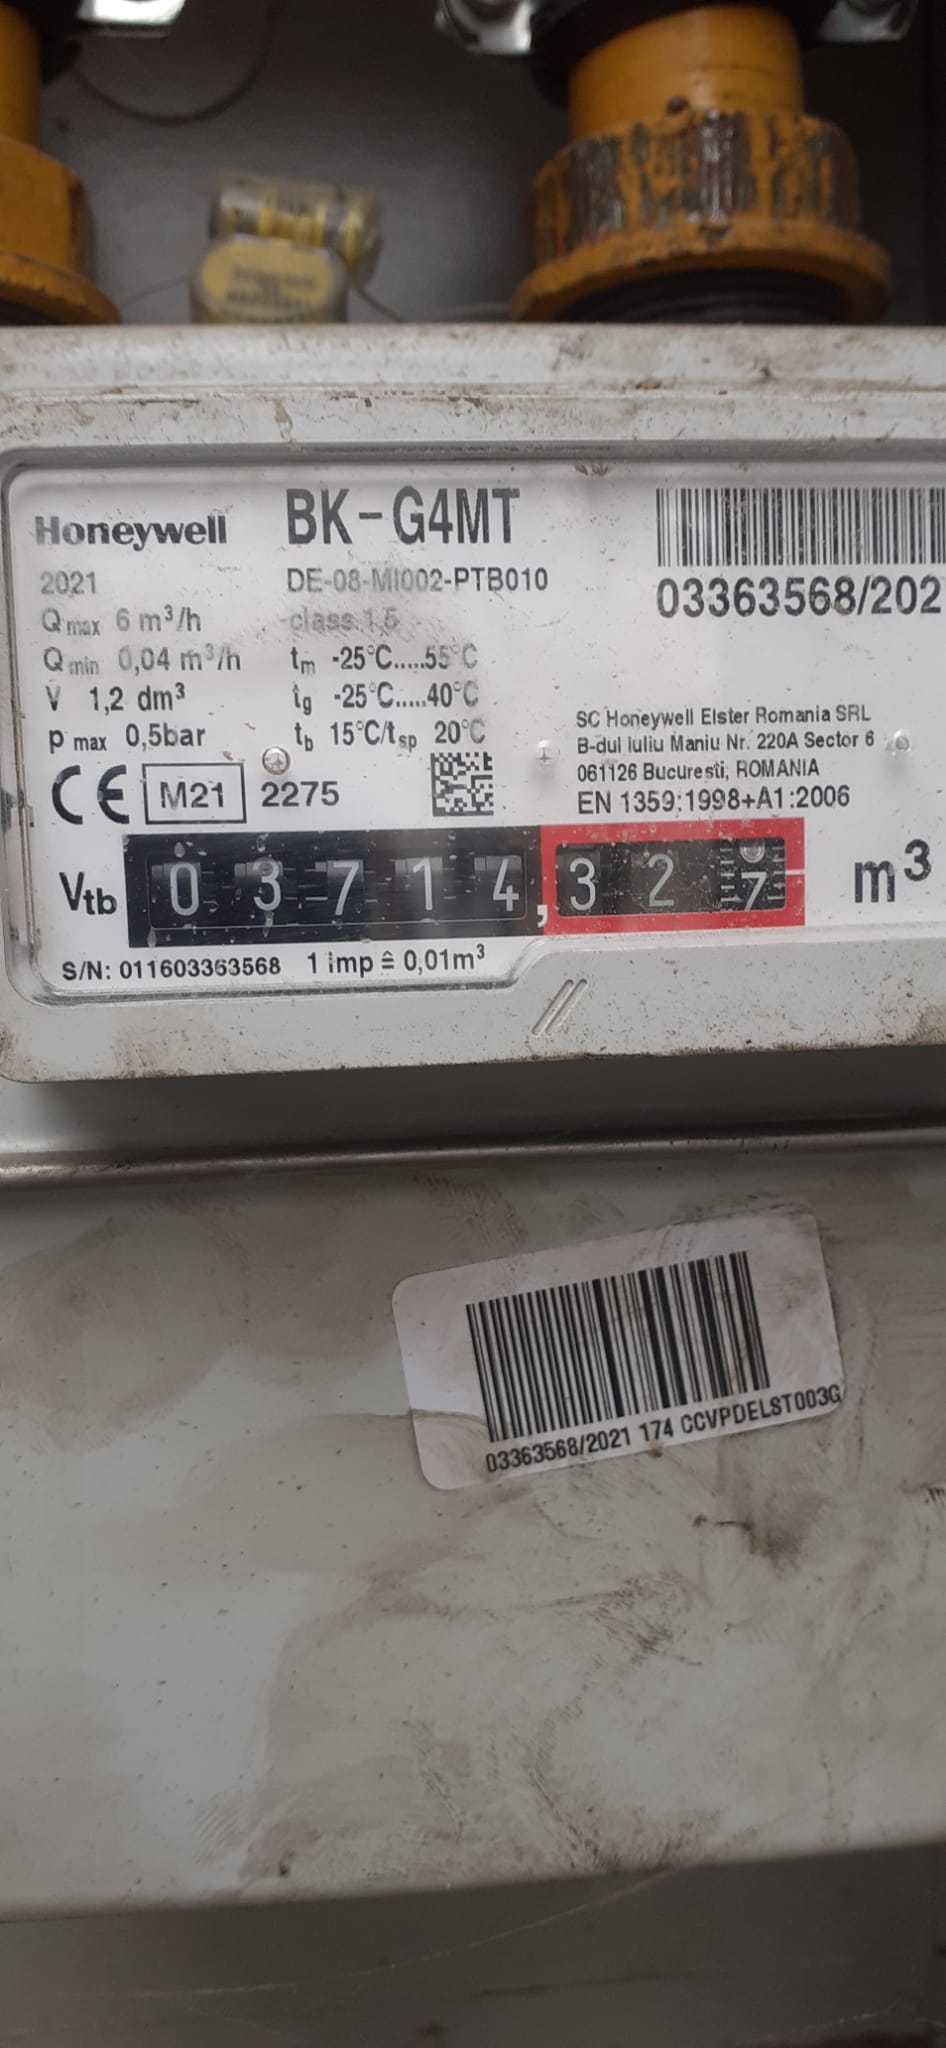 Honeywell
BK-G4MT
2021
DE-08-MI002-PTB010
03363568/202
Qmax 6 m³/h
class 1,5
Qmin 0,04 m³/h
tm -25°C.....55°C
V 1,2 dm³
tg -25°C.....40°C
pmax 0,5bar
tb 15°C/tsp 20°C
SC Honeywell Elster Romania SRL
B-dul Iuliu Maniu Nr. 220A Sector 6
061126 Bucuresti, ROMANIA
EN 1359:1998+A1:2006
CE M21 2275
Vtb 03714,327 m³
S/N: 011603363568 1 imp ≙ 0,01m³
03363568/2021 174 CCVPDELST003G